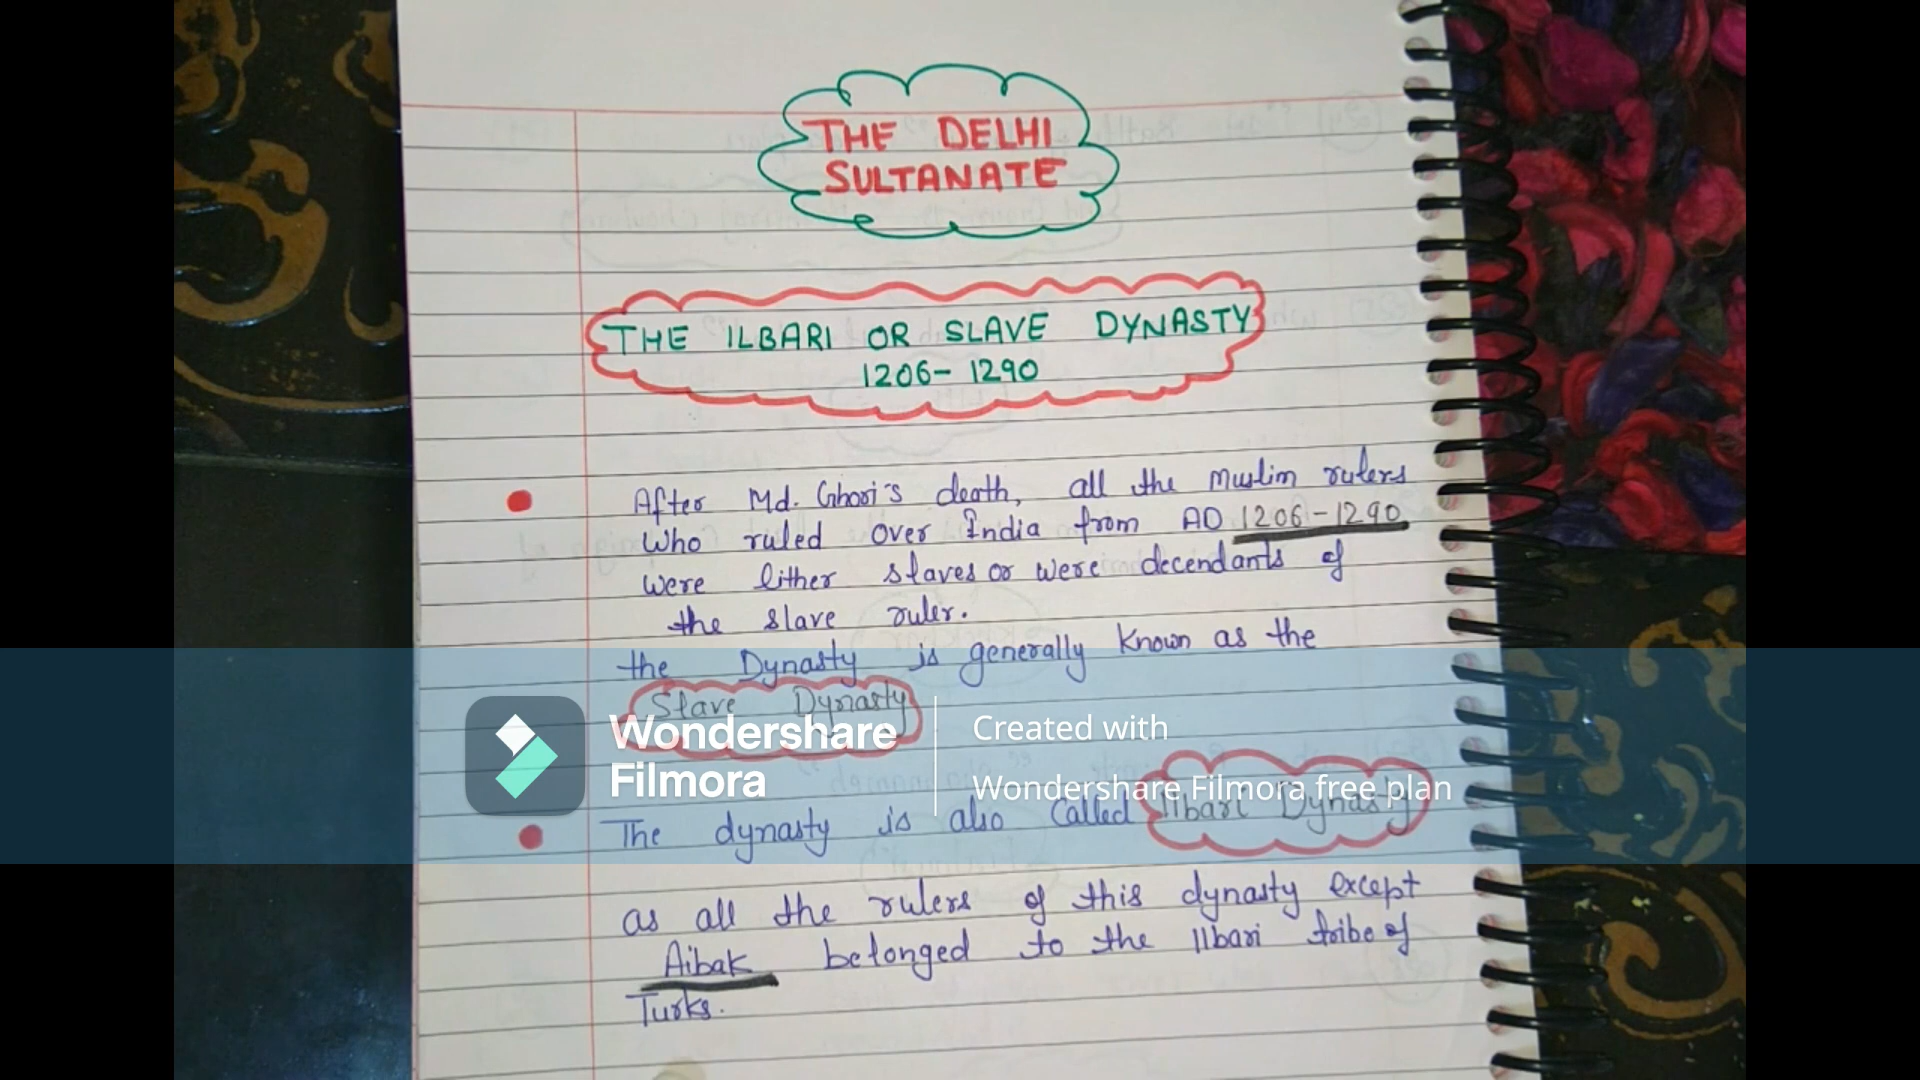 THE DELHI
SULTANATE
THE ILBARI OR SLAVE DYNASTY
1206- 1290
After Md. Ghori's death, all the Muslim rulers
Who ruled over India from AD 1206-1290
were Either slaves or were decendants of
the slave ruler.
the Dynasty is generally known as the
Slave Dynasty
Wondershare
Filmora
Created with
Wondershare Filmora free plan
The dynasty is also Called Ilbari Dynasty
as all the rulers of this dynasty except
Aibak belonged to the Ilbari tribe of
Turks.